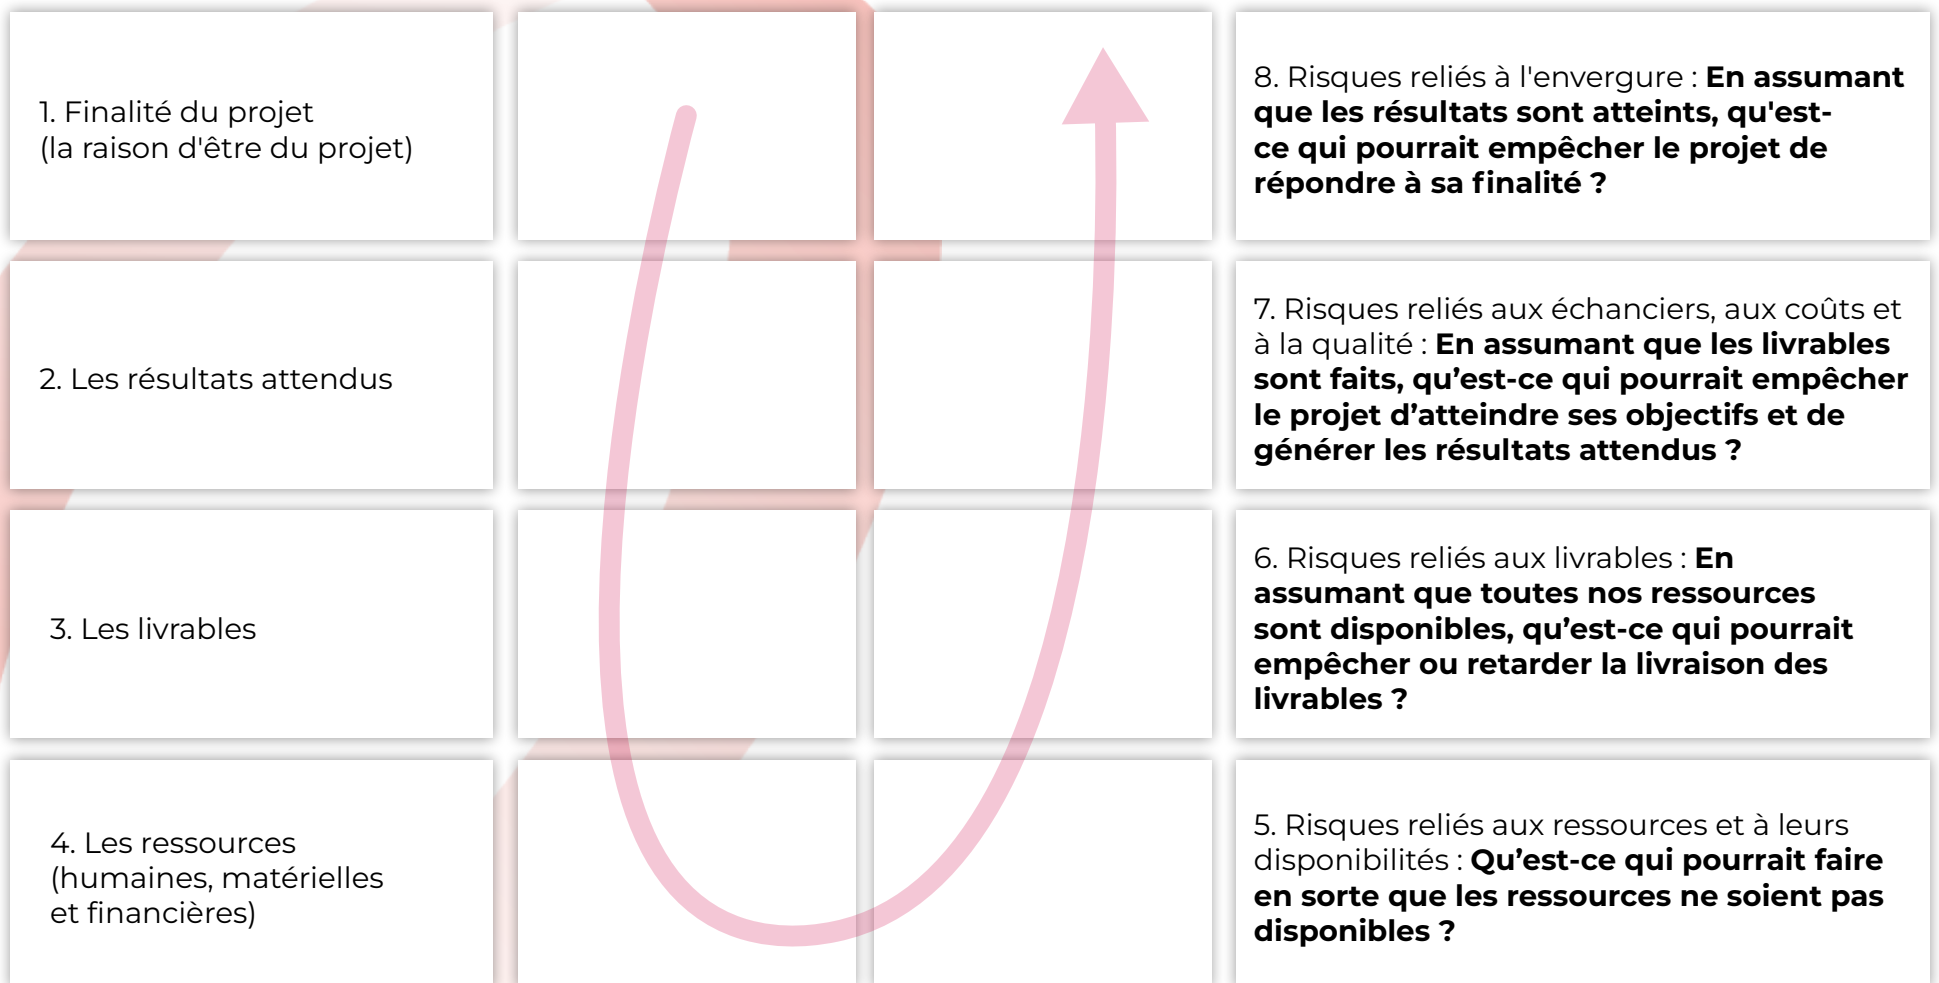 1. Finalité du projet
(la raison d'être du projet)
8. Risques reliés à l'envergure : En assumant
que les résultats sont atteints, qu'est-
ce qui pourrait empêcher le projet de
répondre à sa finalité ?
2. Les résultats attendus
7. Risques reliés aux échanciers, aux coûts et
à la qualité : En assumant que les livrables
sont faits, qu’est-ce qui pourrait empêcher
le projet d’atteindre ses objectifs et de
générer les résultats attendus ?
3. Les livrables
6. Risques reliés aux livrables : En
assumant que toutes nos ressources
sont disponibles, qu’est-ce qui pourrait
empêcher ou retarder la livraison des
livrables ?
4. Les ressources
(humaines, matérielles
et financières)
5. Risques reliés aux ressources et à leurs
disponibilités : Qu’est-ce qui pourrait faire
en sorte que les ressources ne soient pas
disponibles ?